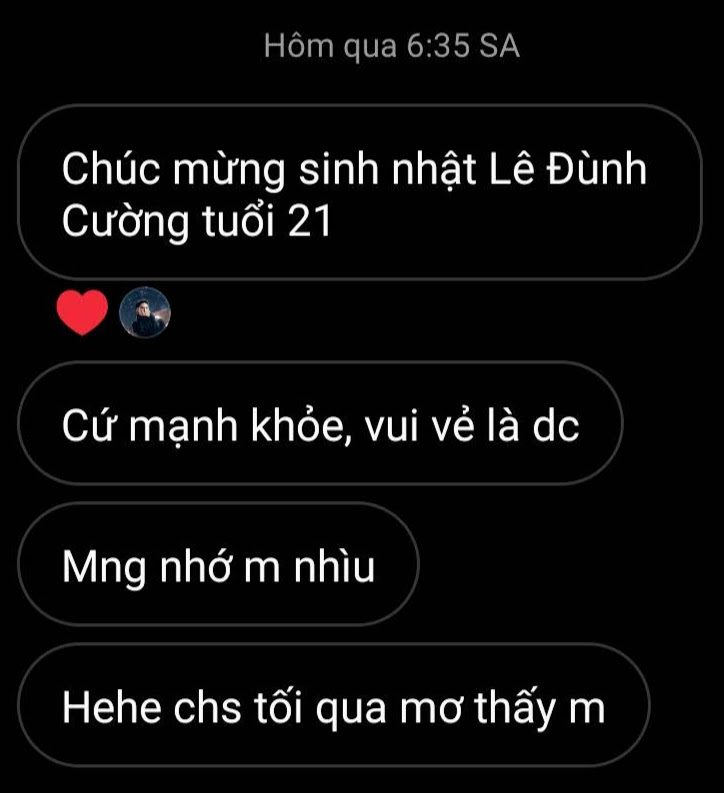 Hôm qua 6:35 SA
Chúc mừng sinh nhật Lê Đùnh
Cường tuổi 21
Cứ mạnh khỏe, vui vẻ là dc
Mng nhớ m nhìu
Hehe chs tối qua mơ thấy m